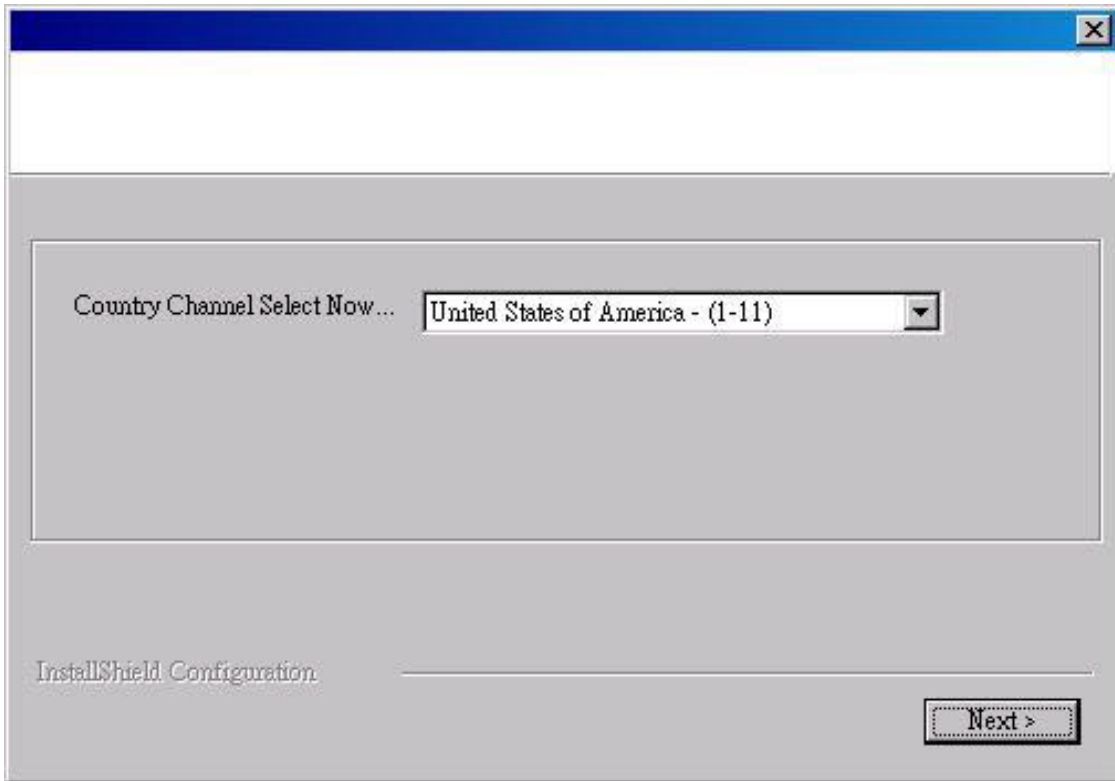 Country Channel Select Now...
United States of America - (1-11)
InstallShield Configuration
Next >